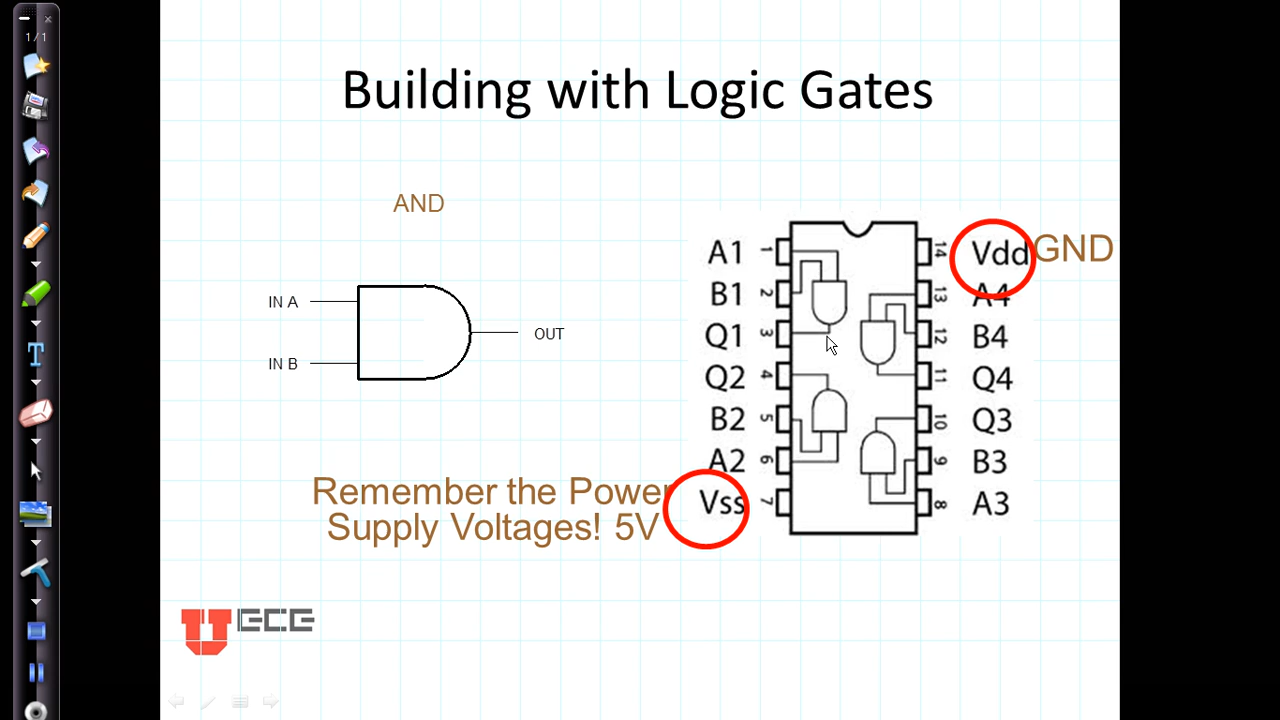 1/1
Building with Logic Gates
AND
IN A
IN B
OUT
A1 1
B1 2
Q1 3
Q2 4
B2 5
A2 6
Vss 7
14 Vdd GND
13 A4
12 B4
11 Q4
10 Q3
9 B3
8 A3
Remember the Power
Supply Voltages! 5V
U ECE
T